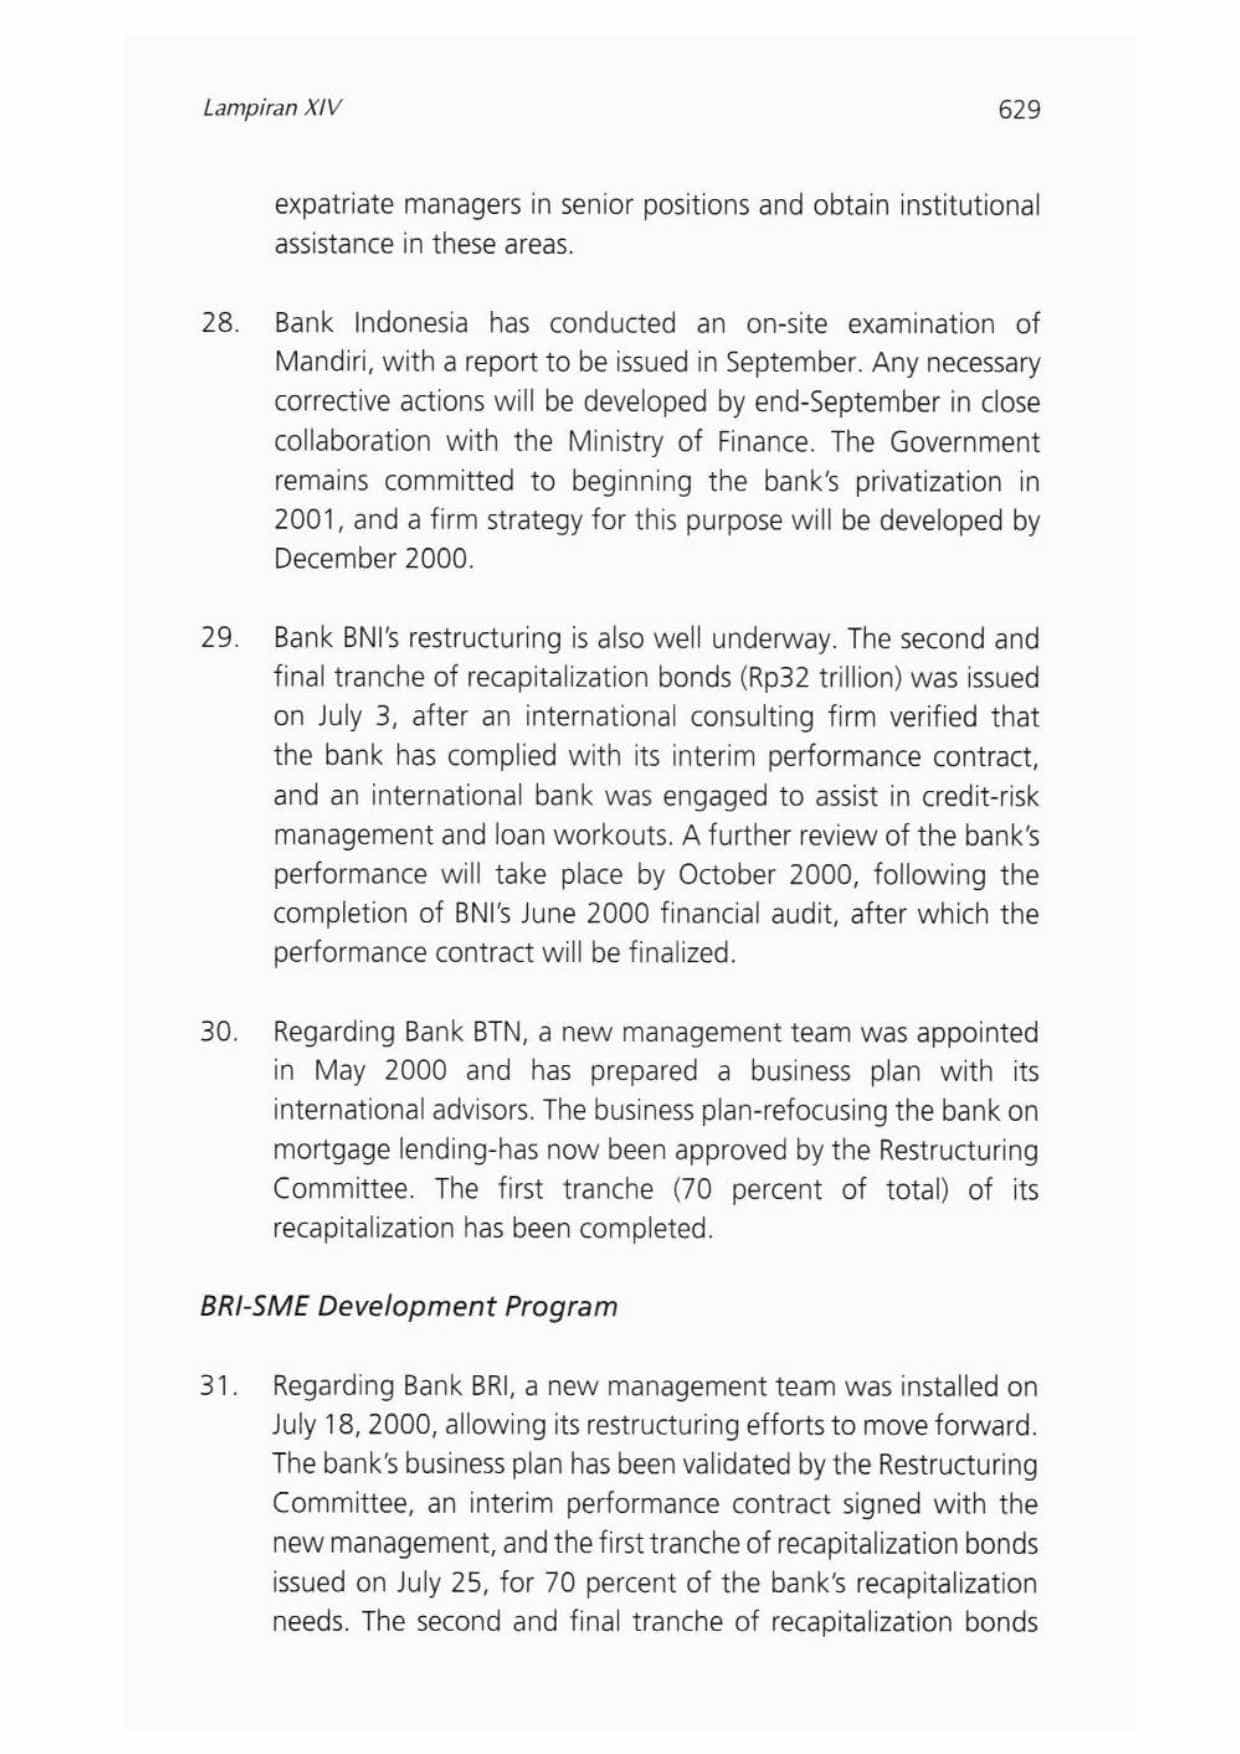 Lampiran XIV 629
expatriate managers in senior positions and obtain institutional
assistance in these areas.
28. Bank Indonesia has conducted an on-site examination of
Mandiri, with a report to be issued in September. Any necessary
corrective actions will be developed by end-September in close
collaboration with the Ministry of Finance. The Government
remains committed to beginning the bank's privatization in
2001, and a firm strategy for this purpose will be developed by
December 2000.
29. Bank BNI's restructuring is also well underway. The second and
final tranche of recapitalization bonds (Rp32 trillion) was issued
on July 3, after an international consulting firm verified that
the bank has complied with its interim performance contract,
and an international bank was engaged to assist in credit-risk
management and loan workouts. A further review of the bank's
performance will take place by October 2000, following the
completion of BNI's June 2000 financial audit, after which the
performance contract will be finalized.
30. Regarding Bank BTN, a new management team was appointed
in May 2000 and has prepared a business plan with its
international advisors. The business plan-refocusing the bank on
mortgage lending-has now been approved by the Restructuring
Committee. The first tranche (70 percent of total) of its
recapitalization has been completed.
BRI-SME Development Program
31. Regarding Bank BRI, a new management team was installed on
July 18, 2000, allowing its restructuring efforts to move forward.
The bank's business plan has been validated by the Restructuring
Committee, an interim performance contract signed with the
new management, and the first tranche of recapitalization bonds
issued on July 25, for 70 percent of the bank's recapitalization
needs. The second and final tranche of recapitalization bonds